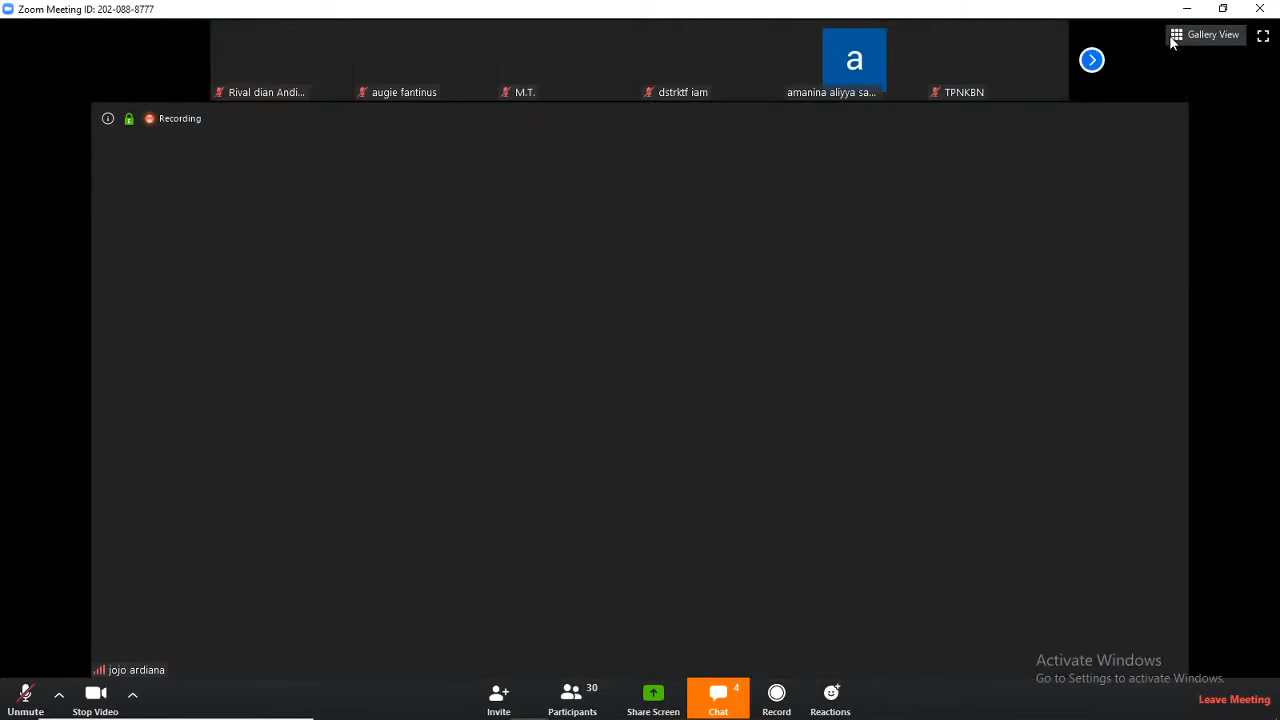 Zoom Meeting ID: 202-088-8777
Gallery View
a
Rival dian Andi...
augie fantinus
M.T.
dstrktf iam
amanina aliyya sa...
TPNKBN
Recording
jojo ardiana
Activate Windows
Go to Settings to activate Windows.
Unmute
Stop Video
Invite
Participants 30
Share Screen
Chat 4
Record
Reactions
Leave Meeting